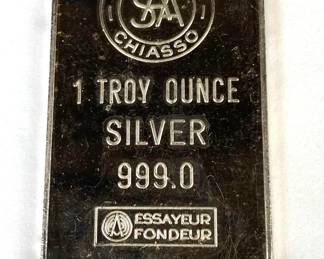 CHIASSO
1 TROY OUNCE
SILVER
999.0
ESSAYEUR
FONDEUR